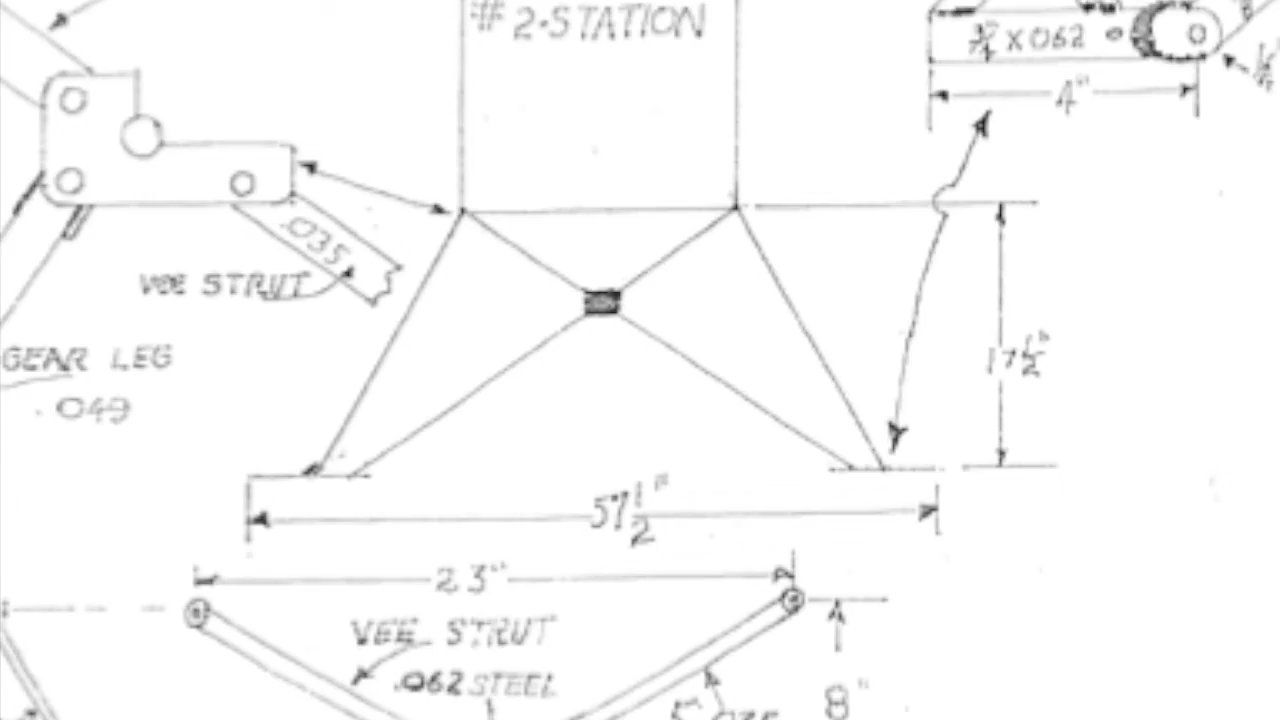 # 2-STATION
3/4 X 062
4"
.035
VEE STRUT
17 1/2"
GEAR LEG
.049
57 1/2"
23"
VEE STRUT
.062 STEEL
8"